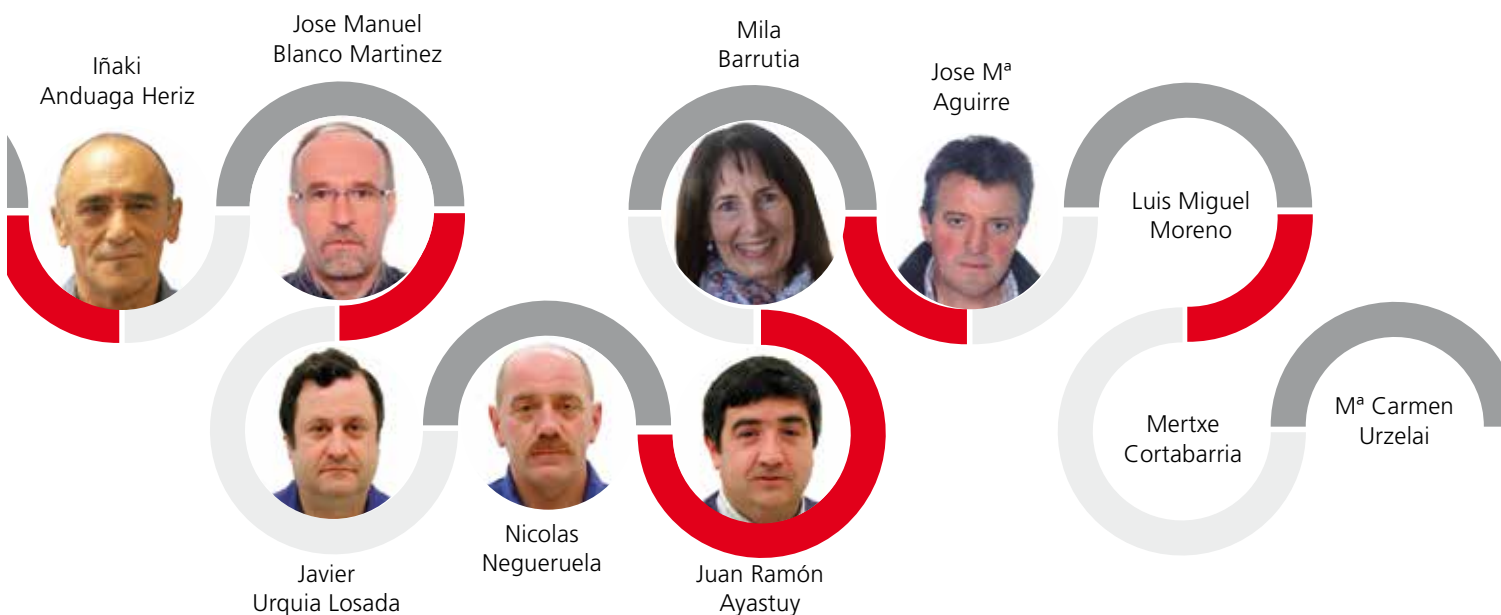 Iñaki
Anduaga Heriz
Jose Manuel
Blanco Martinez
Mila
Barrutia
Jose Mª
Aguirre
Luis Miguel
Moreno
Javier
Urquia Losada
Nicolas
Negueruela
Juan Ramón
Ayastuy
Mertxe
Cortabarria
Mª Carmen
Urzelai